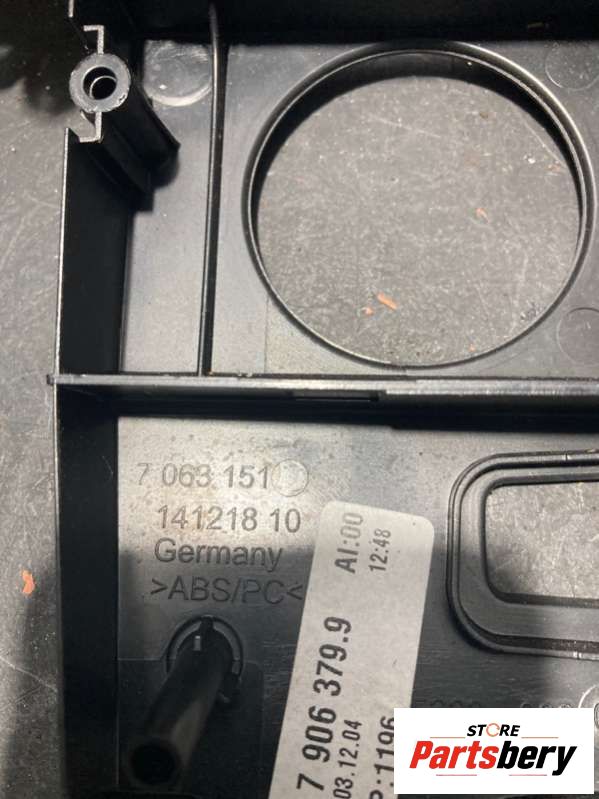 7 063 151
141218 10
Germany
>ABS/PC<
7 906 379.9
AI:00
03.12.04
12:48
P:1196
STORE
Partsbery